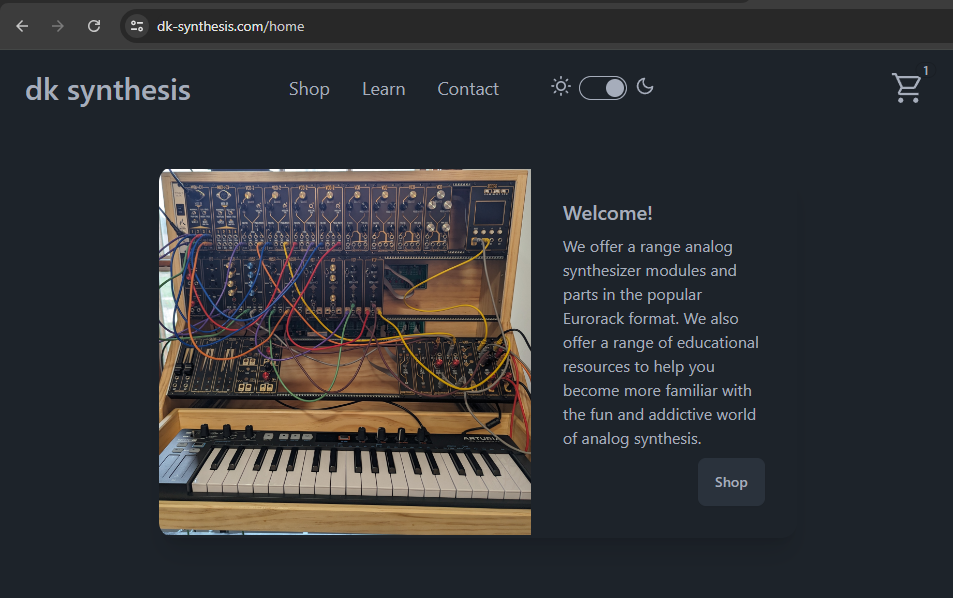 dk-synthesis.com/home
dk synthesis
Shop
Learn
Contact
1
Welcome!
We offer a range analog
synthesizer modules and
parts in the popular
Eurorack format. We also
offer a range of educational
resources to help you
become more familiar with
the fun and addictive world
of analog synthesis.
ARTURIA
Shop